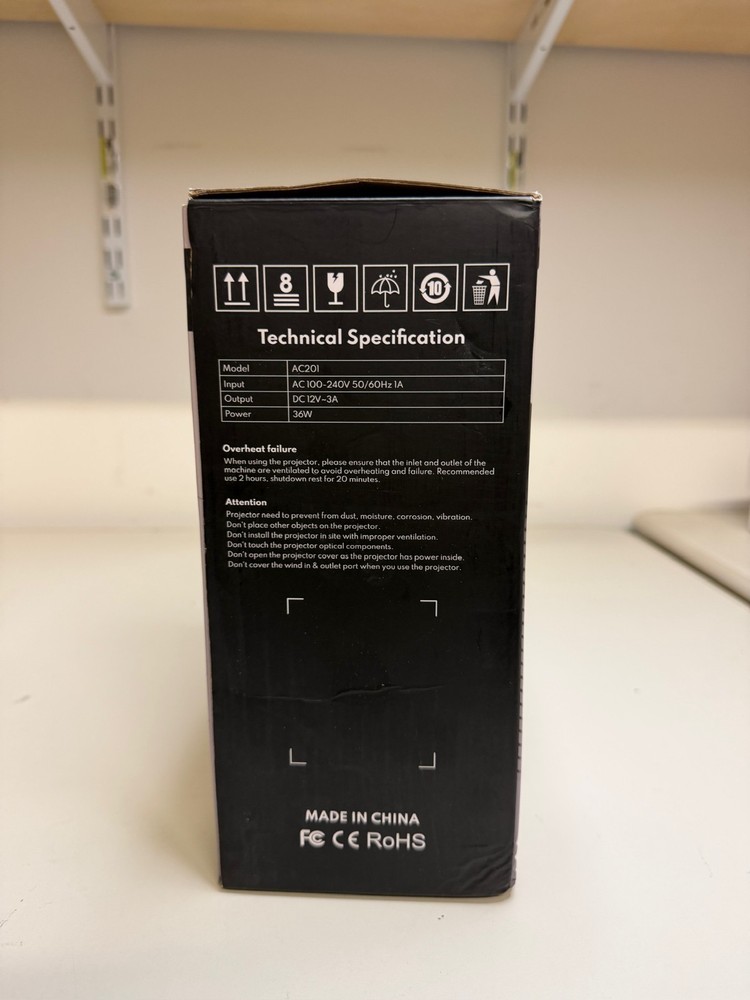 8
10
Technical Specification
Model AC201
Input AC 100-240V 50/60Hz 1A
Output DC 12V⎓3A
Power 36W
Overheat failure
When using the projector, please ensure that the inlet and outlet of the
machine are ventilated to avoid overheating and failure. Recommended
use 2 hours, shutdown rest for 20 minutes.
Attention
Projector need to prevent from dust, moisture, corrosion, vibration.
Don't place other objects on the projector.
Don't install the projector in site with improper ventilation.
Don't touch the projector optical components.
Don't open the projector cover as the projector has power inside.
Don't cover the wind in & outlet port when you use the projector.
MADE IN CHINA
FC CE RoHS